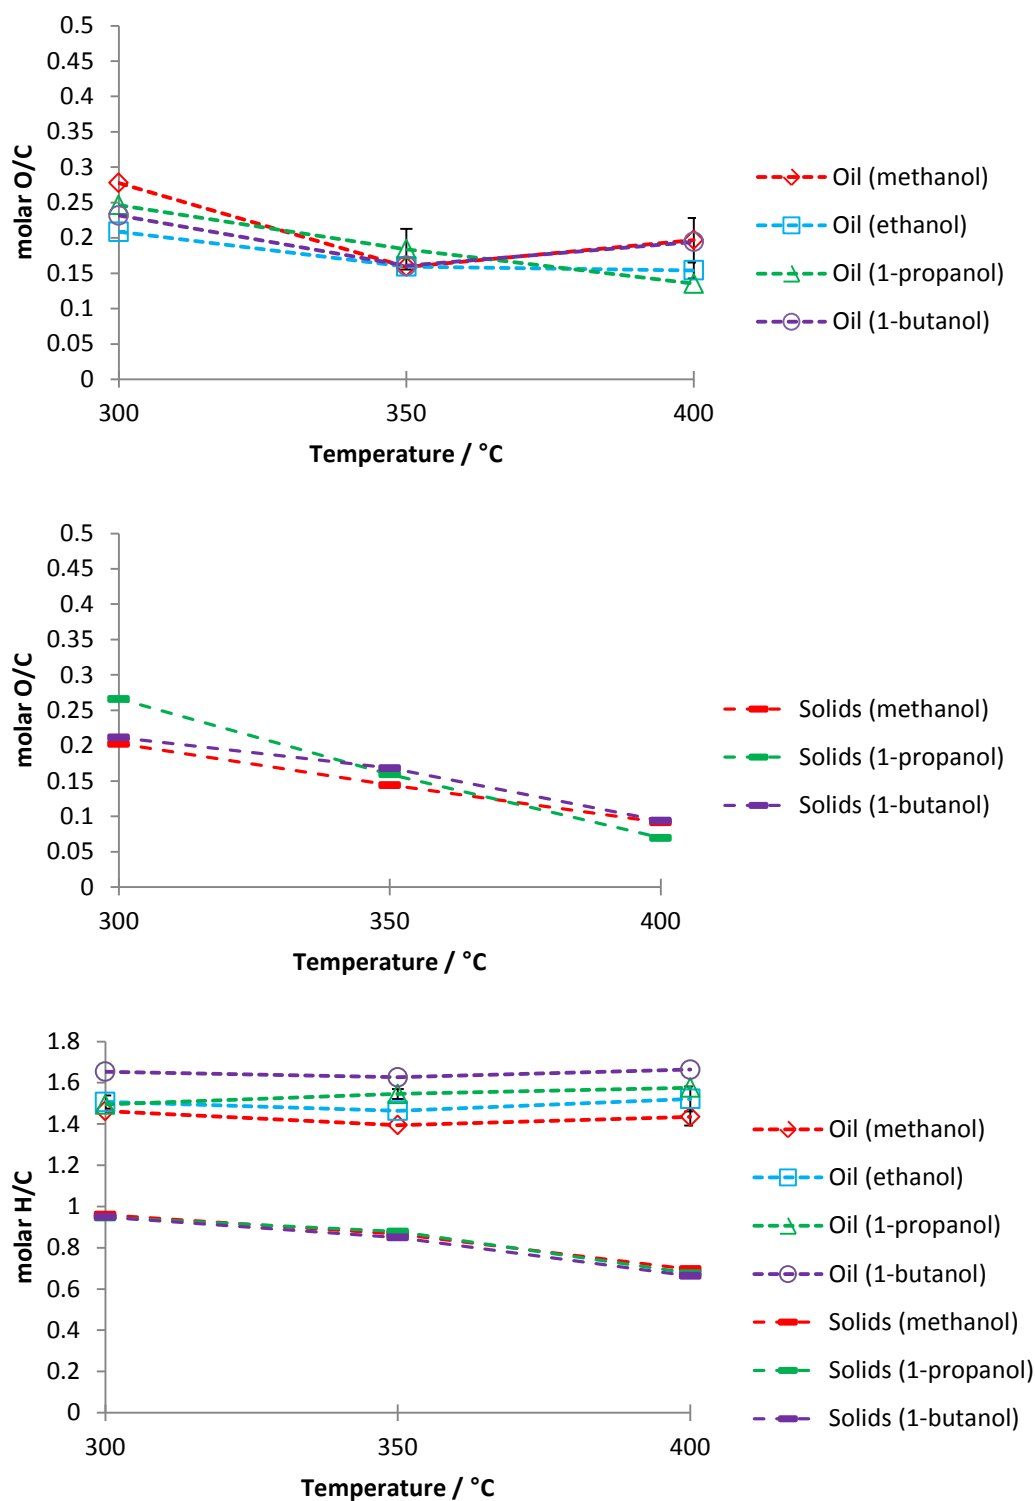 molar O/C
0.5
0.45
0.4
0.35
0.3
0.25
0.2
0.15
0.1
0.05
0
300
350
400
Temperature / °C
Oil (methanol)
Oil (ethanol)
Oil (1-propanol)
Oil (1-butanol)
molar O/C
0.5
0.45
0.4
0.35
0.3
0.25
0.2
0.15
0.1
0.05
0
300
350
400
Temperature / °C
Solids (methanol)
Solids (1-propanol)
Solids (1-butanol)
molar H/C
1.8
1.6
1.4
1.2
1
0.8
0.6
0.4
0.2
0
300
350
400
Temperature / °C
Oil (methanol)
Oil (ethanol)
Oil (1-propanol)
Oil (1-butanol)
Solids (methanol)
Solids (1-propanol)
Solids (1-butanol)